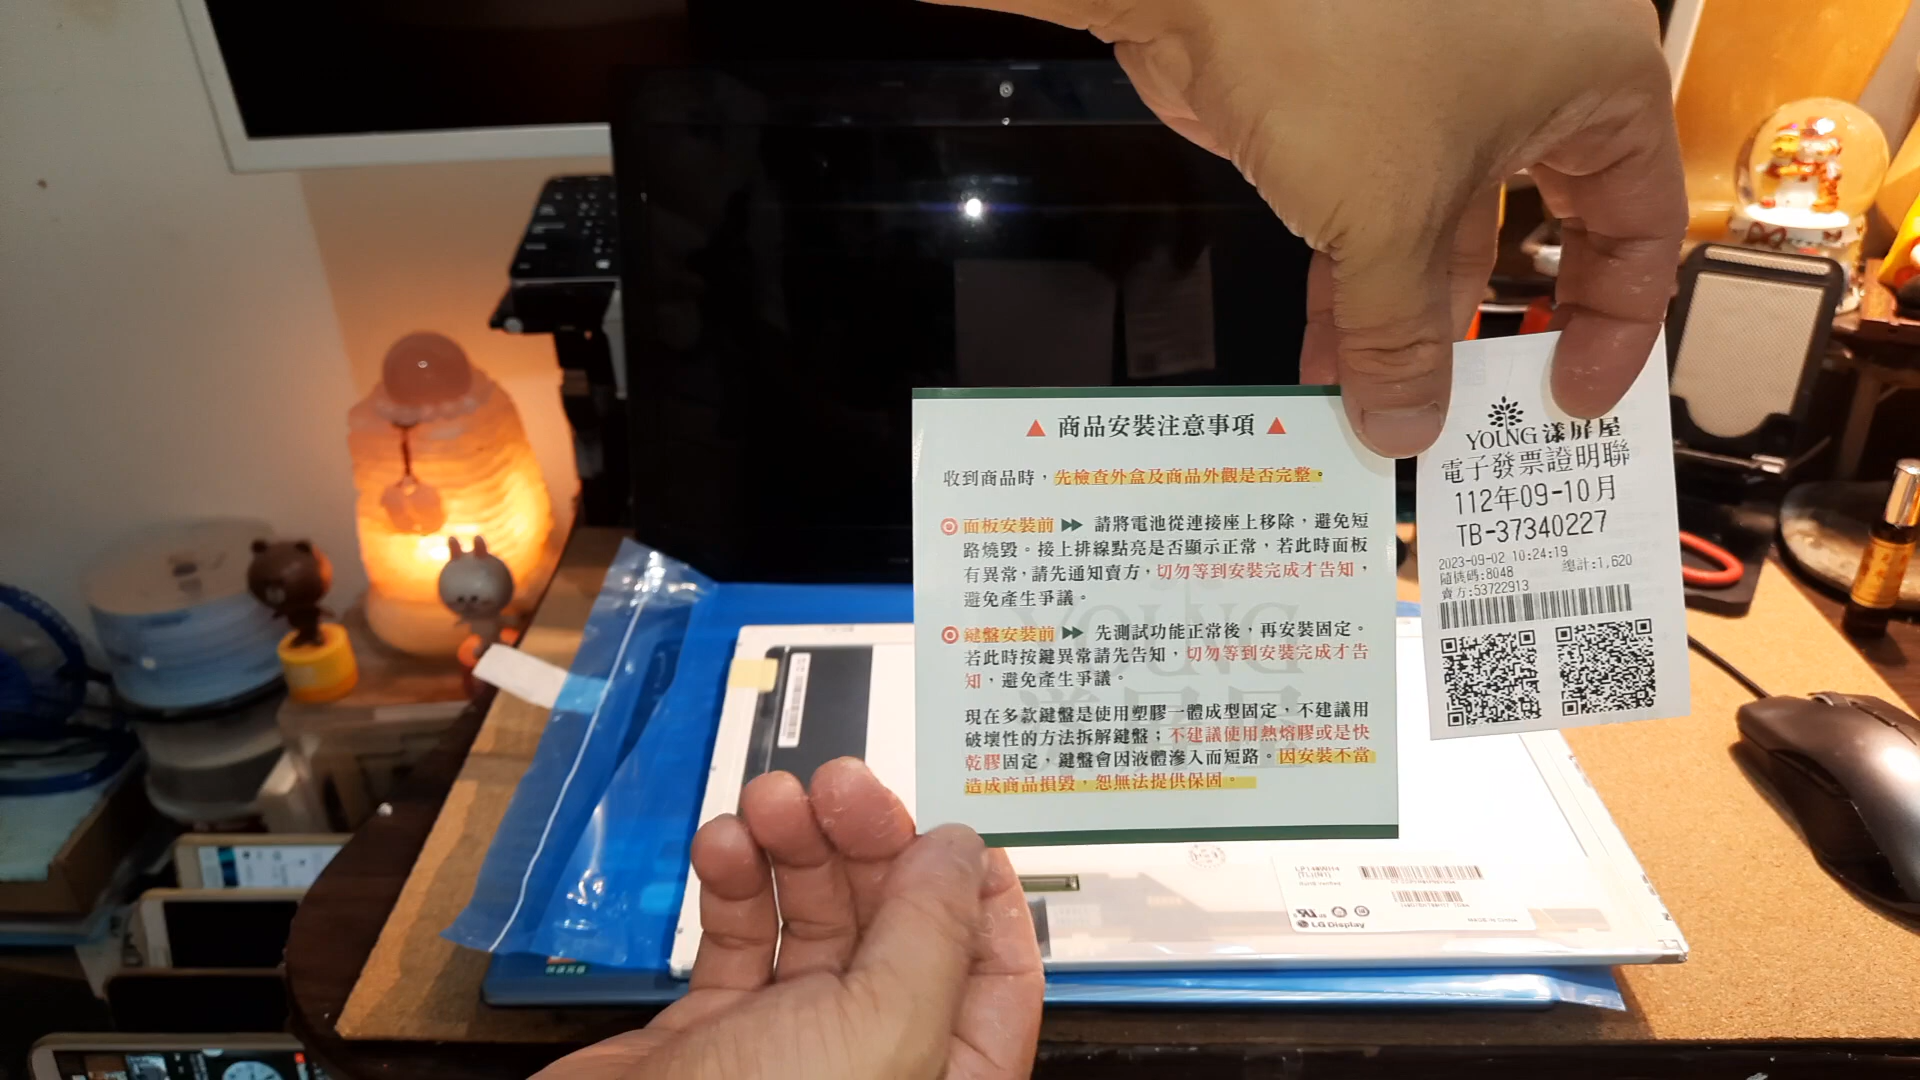 ▲ 商品安裝注意事項 ▲
收到商品時，先檢查外盒及商品外觀是否完整。
面板安裝前 ▶▶ 請將電池從連接座上移除，避免短
路燒毀。接上排線點亮是否顯示正常，若此時面板
有異常，請先通知賣方，切勿等到安裝完成才告知，
避免產生爭議。
鍵盤安裝前 ▶▶ 先測試功能正常後，再安裝固定。
若此時按鍵異常請先告知，切勿等到安裝完成才告
知，避免產生爭議。
現在多款鍵盤是使用塑膠一體成型固定，不建議用
破壞性的方法拆解鍵盤；不建議使用熱熔膠或是快
乾膠固定，鍵盤會因液體滲入而短路。因安裝不當
造成商品損毀，恕無法提供保固。
YOUNG 漾屏屋
電子發票證明聯
112年09-10月
TB-37340227
2023-09-02 10:24:19
隨機碼:8048 總計:1,620
賣方:53722913
LG Display